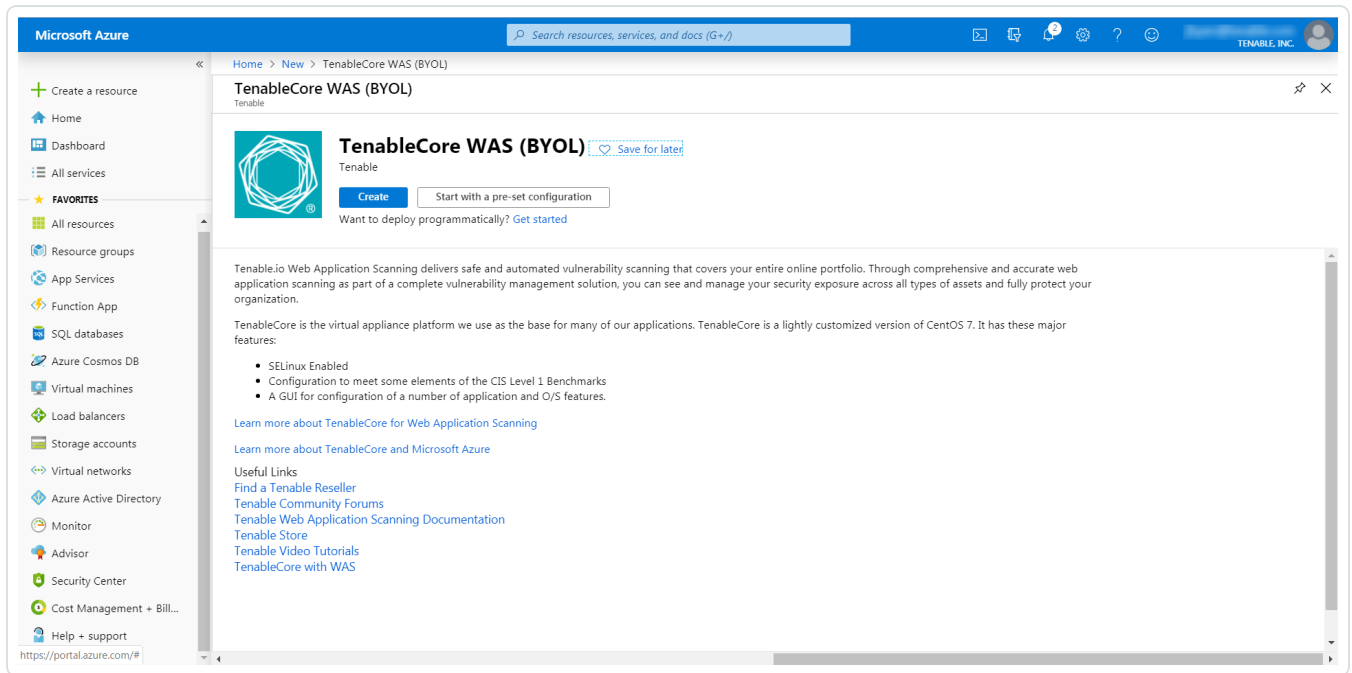 Microsoft Azure
Search resources, services, and docs (G+/)
2
TENABLE, INC.
«
Home > New > TenableCore WAS (BYOL)
Create a resource
Home
Dashboard
All services
FAVORITES
All resources
Resource groups
App Services
Function App
SQL databases
Azure Cosmos DB
Virtual machines
Load balancers
Storage accounts
Virtual networks
Azure Active Directory
Monitor
Advisor
Security Center
Cost Management + Bill...
Help + support
https://portal.azure.com/#
TenableCore WAS (BYOL)
Tenable
TenableCore WAS (BYOL)
Save for later
Tenable
Create
Start with a pre-set configuration
Want to deploy programmatically? Get started
Tenable.io Web Application Scanning delivers safe and automated vulnerability scanning that covers your entire online portfolio. Through comprehensive and accurate web
application scanning as part of a complete vulnerability management solution, you can see and manage your security exposure across all types of assets and fully protect your
organization.
TenableCore is the virtual appliance platform we use as the base for many of our applications. TenableCore is a lightly customized version of CentOS 7. It has these major
features:
• SELinux Enabled
• Configuration to meet some elements of the CIS Level 1 Benchmarks
• A GUI for configuration of a number of application and O/S features.
Learn more about TenableCore for Web Application Scanning
Learn more about TenableCore and Microsoft Azure
Useful Links
Find a Tenable Reseller
Tenable Community Forums
Tenable Web Application Scanning Documentation
Tenable Store
Tenable Video Tutorials
TenableCore with WAS